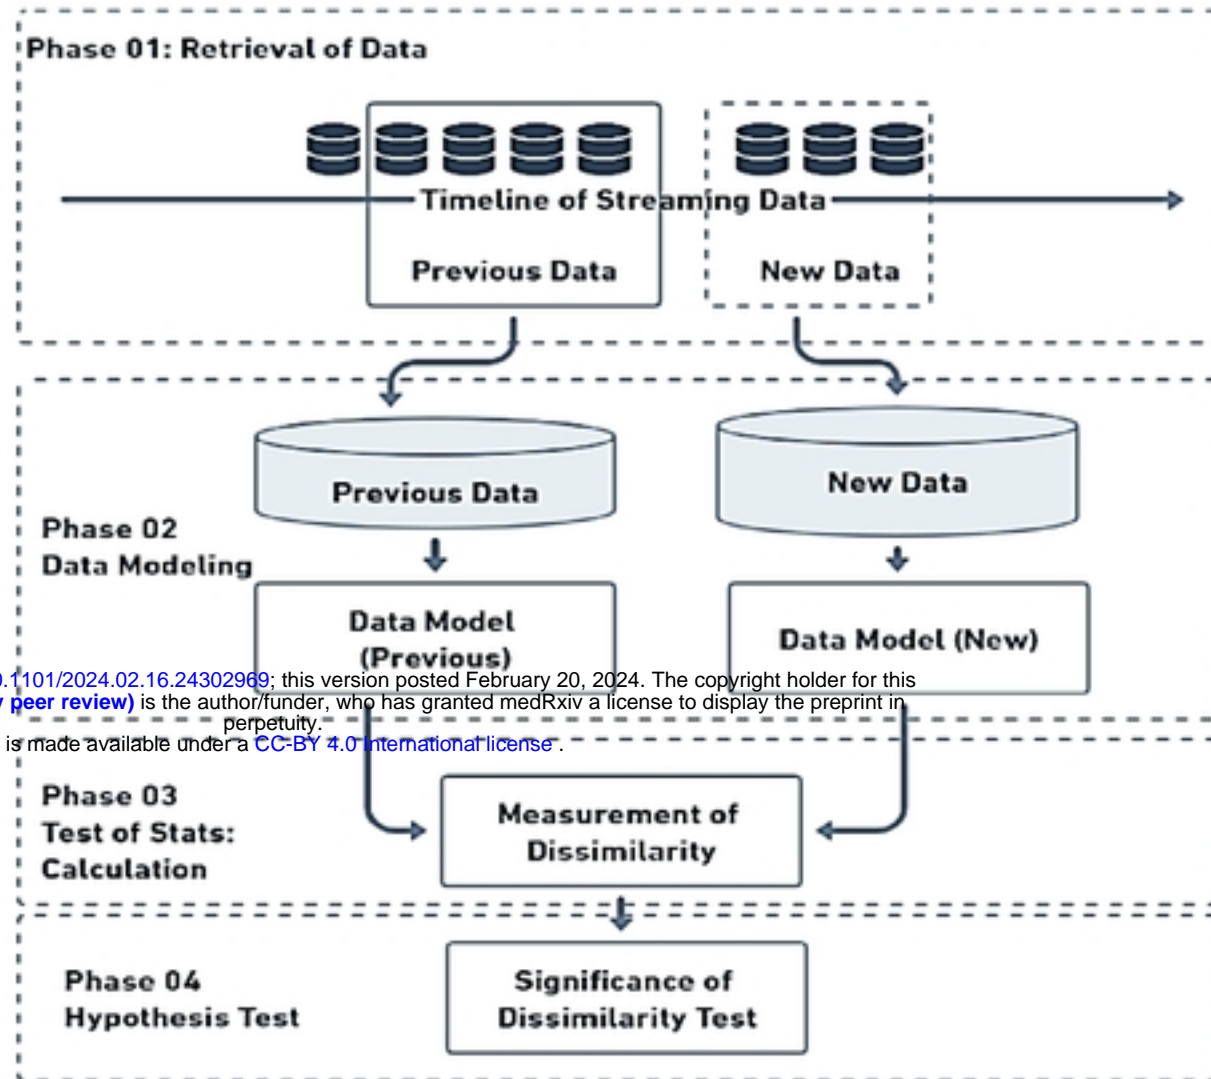 Phase 01: Retrieval of Data
Timeline of Streaming Data
Previous Data
New Data
Previous Data
New Data
Phase 02
Data Modeling
Data Model
(Previous)
Data Model (New)
0.1101/2024.02.16.24302969; this version posted February 20, 2024. The copyright holder for this
peer review) is the author/funder, who has granted medRxiv a license to display the preprint in
perpetuity.
is made available under a CC-BY 4.0 International license .
Phase 03
Test of Stats:
Calculation
Measurement of
Dissimilarity
Phase 04
Hypothesis Test
Significance of
Dissimilarity Test